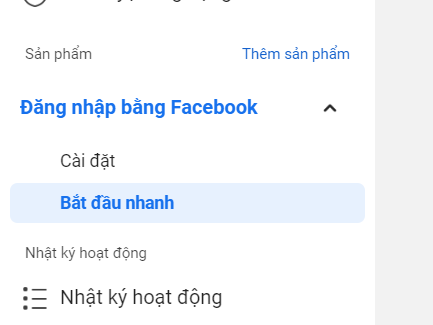 Sản phẩm Thêm sản phẩm
Đăng nhập bằng Facebook
Cài đặt
Bắt đầu nhanh
Nhật ký hoạt động
Nhật ký hoạt động